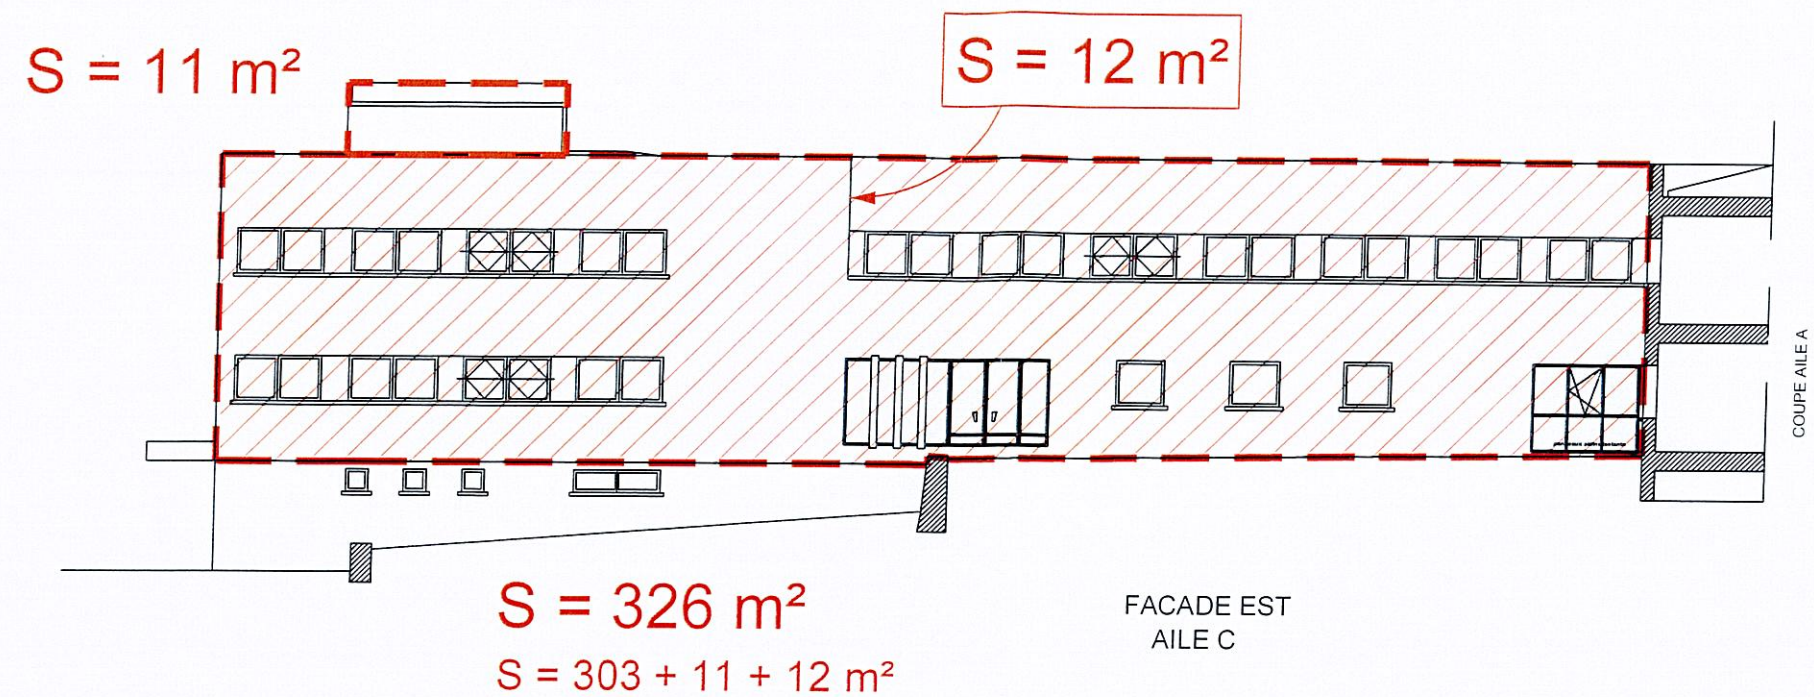 S = 11 m²
S = 12 m²
COUPE AILE A
S = 326 m²
S = 303 + 11 + 12 m²
FACADE EST
AILE C